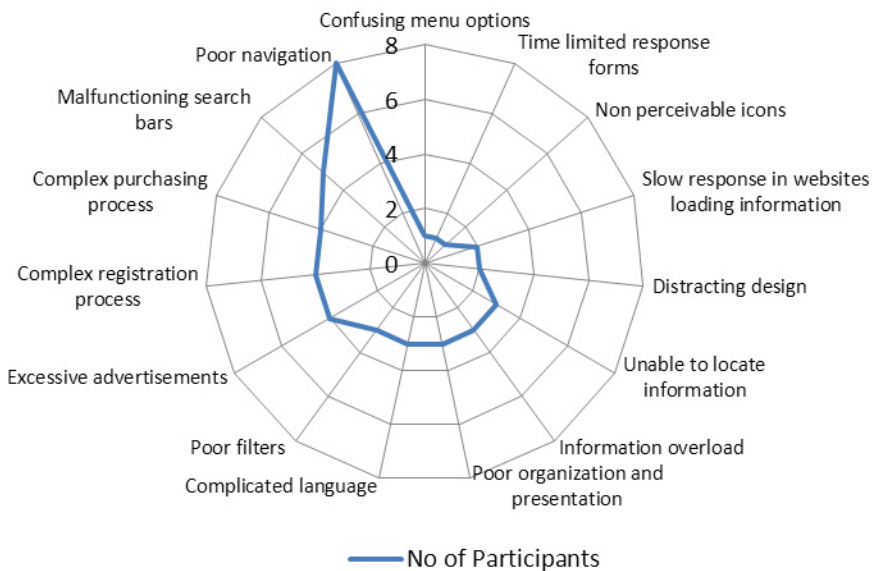 Confusing menu options
Time limited response
forms
Non perceivable icons
Slow response in websites
loading information
Distracting design
Unable to locate
information
Information overload
Poor organization and
presentation
Complicated language
Poor filters
Excessive advertisements
Complex registration
process
Complex purchasing
process
Malfunctioning search
bars
Poor navigation
8
6
4
2
0
No of Participants